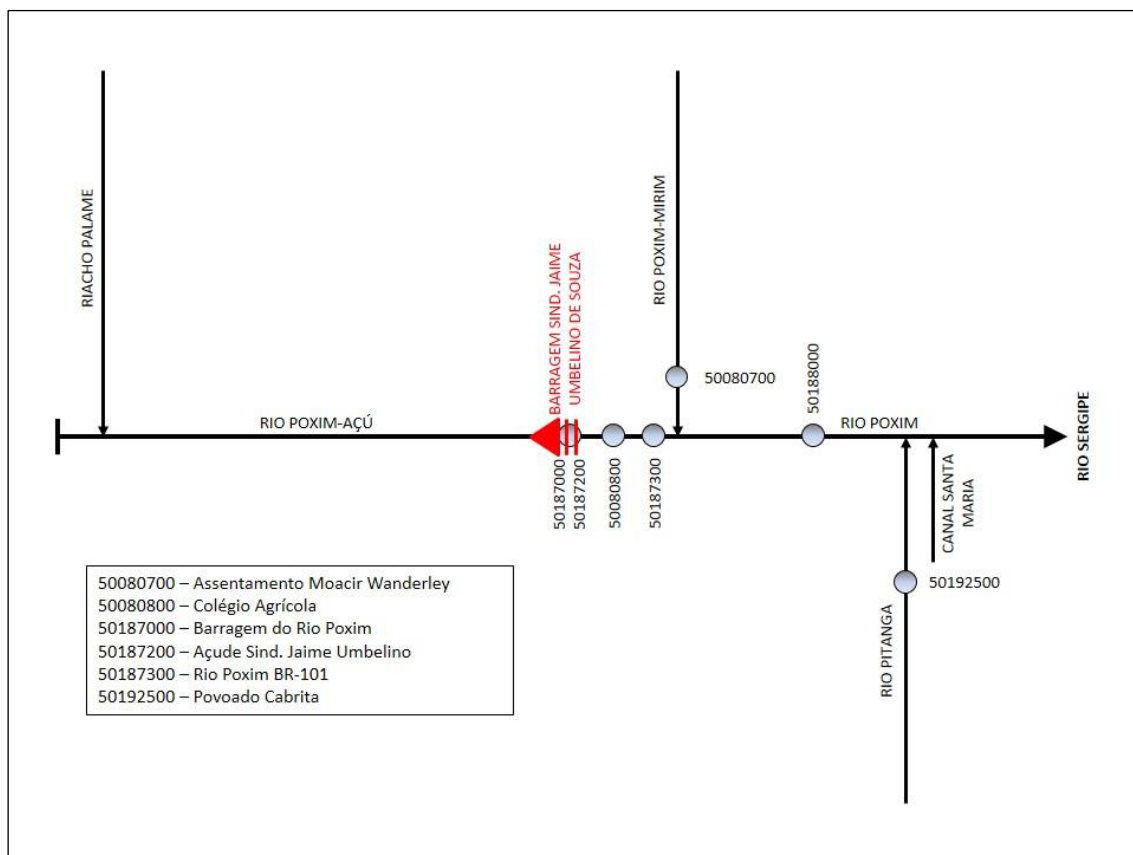 RIACHO PALAME
RIO POXIM-AÇÚ
BARRAGEM SIND. JAIME
UMBELINO DE SOUZA
50187000
50187200
50080800
50187300
RIO POXIM-MIRIM
50080700
50188000
RIO POXIM
RIO PITANGA
50192500
CANAL SANTA
MARIA
RIO SERGIPE
50080700 – Assentamento Moacir Wanderley
50080800 – Colégio Agrícola
50187000 – Barragem do Rio Poxim
50187200 – Açude Sind. Jaime Umbelino
50187300 – Rio Poxim BR-101
50192500 – Povoado Cabrita